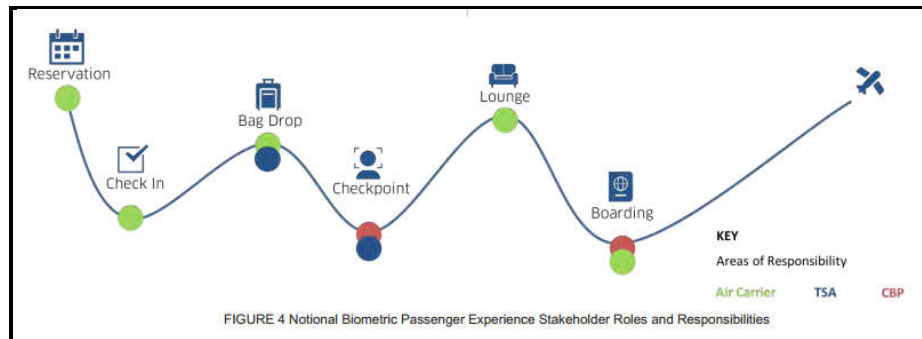 Reservation
Check In
Bag Drop
Checkpoint
Lounge
Boarding
KEY
Areas of Responsibility
Air Carrier TSA CBP
FIGURE 4 Notional Biometric Passenger Experience Stakeholder Roles and Responsibilities